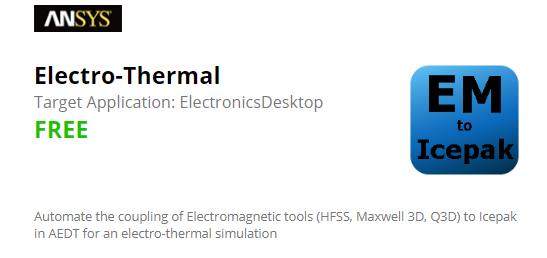 ANSYS
Electro-Thermal
Target Application: ElectronicsDesktop
FREE
EM
to
Icepak
Automate the coupling of Electromagnetic tools (HFSS, Maxwell 3D, Q3D) to Icepak
in AEDT for an electro-thermal simulation